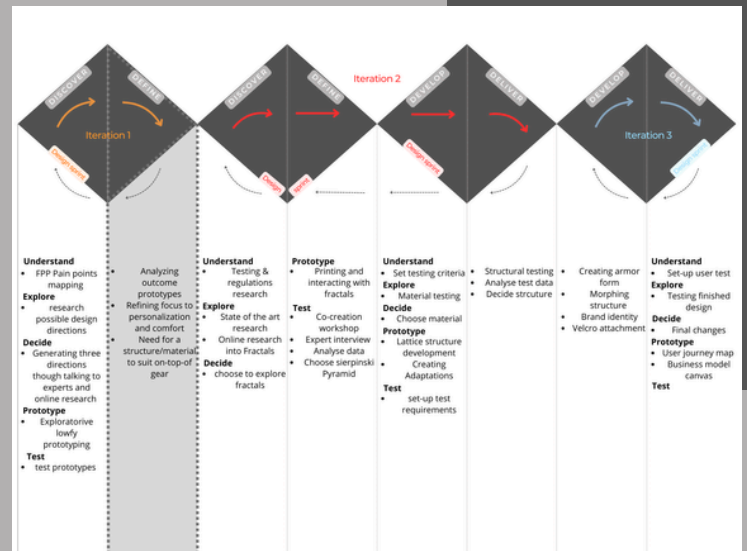 Iteration 2
DISCOVER
DEFINE
DISCOVER
DEFINE
DEVELOP
DELIVER
DEVELOP
DELIVER
Iteration 1
Iteration 3
Design sprint
Design sprint
Design sprint
Design sprint
Understand
• FPP Pain points
mapping
Explore
• research
possible design
directions
Decide
• Generating three
directions
though talking to
experts and
online research
Prototype
• Exploratorive
lowfy
prototyping
Test
• test prototypes
• Analyzing
outcome
prototypes
• Refining focus to
personalization
and comfort
• Need for a
structure/material
to suit on-top-of
gear
Understand
• Testing &
regulations
research
Explore
• State of the art
research
• Online research
into Fractals
Decide
• choose to explore
fractals
Prototype
• Printing and
interacting with
fractals
Test
• Co-creation
workshop
• Expert interview
• Analyse data
• Choose sierpinski
Pyramid
Understand
• Set testing criteria
Explore
• Material testing
Decide
• Choose material
Prototype
• Lattice structure
development
• Creating
Adaptations
Test
• set-up test
requirements
• Structural testing
• Analyse test data
• Decide strcuture
• Creating armor
form
• Morphing
structure
• Brand identity
• Velcro attachment
Understand
• Set-up user test
Explore
• Testing finished
design
Decide
• Final changes
Prototype
• User journey map
• Business model
canvas
Test